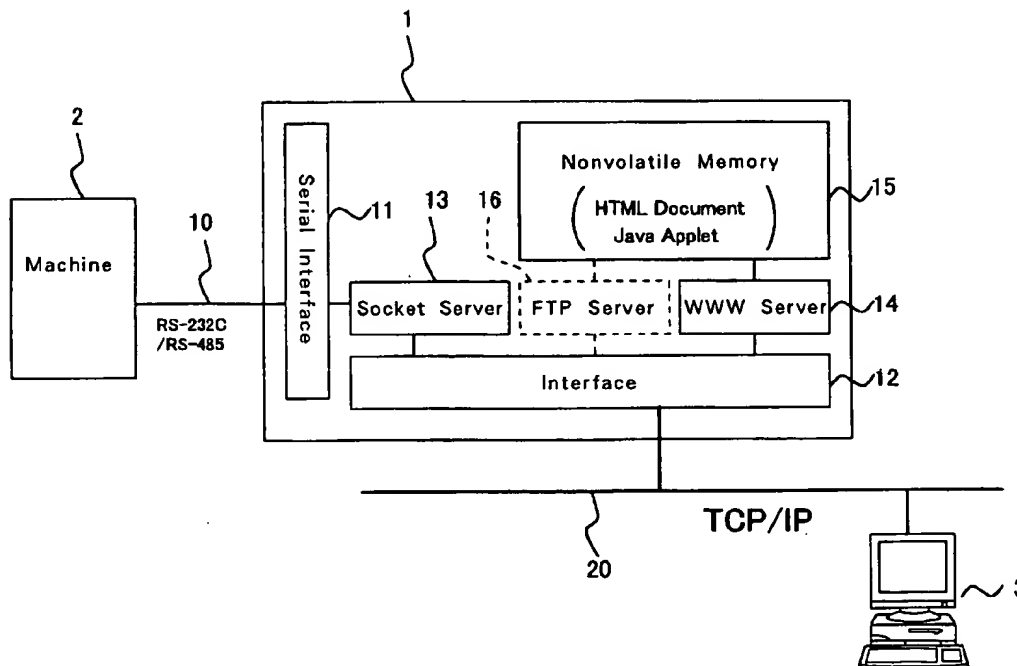 1
2
Nonvolatile Memory
HTML Document
Java Applet
15
Serial Interface
11
13
16
Machine
10
Socket Server
FTP Server
WWW Server
14
RS-232C
/RS-485
Interface
12
TCP/IP
20